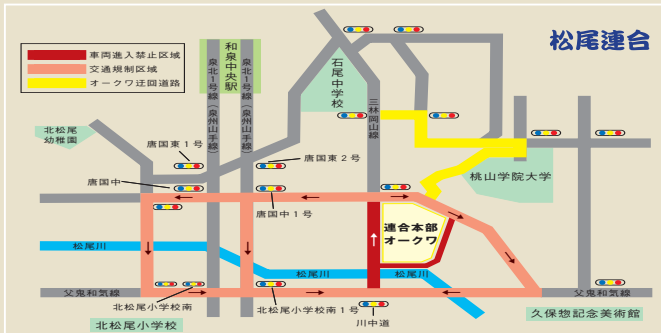 松尾連合
車両進入禁止区域
交通規制区域
オークワ迂回道路
泉北1号線(泉州山手線)
和泉中央駅
泉北1号線(泉州山手線)
石尾中学校
三林岡山線
北松尾
幼稚園
唐国東1号
唐国東2号
唐国中
唐国中1号
桃山学院大学
連合本部
オークワ
松尾川
松尾川
松尾川
父鬼和気線
北松尾小学校南
北松尾小学校南1号
父鬼和気線
北松尾小学校
川中道
久保惣記念美術館